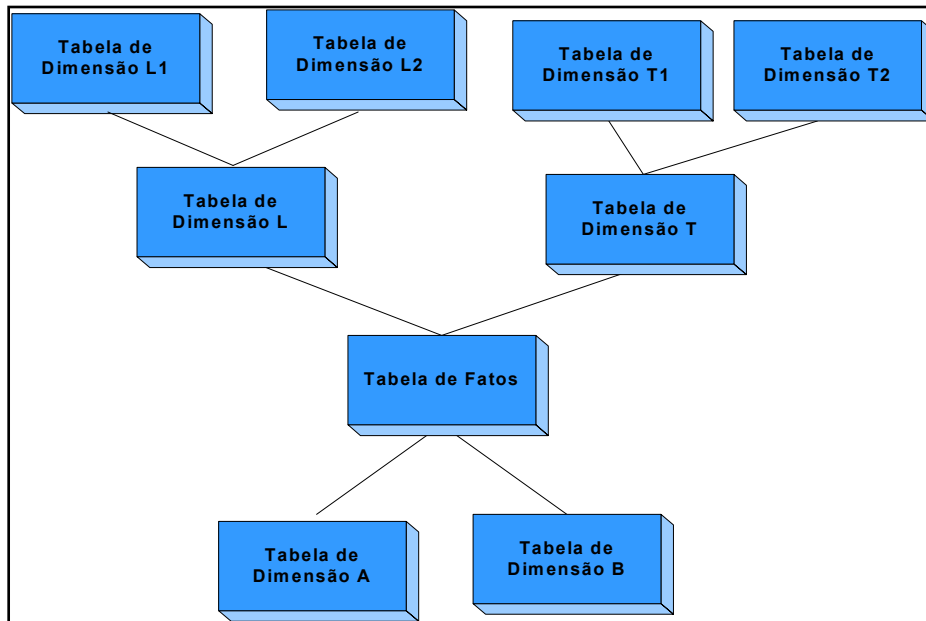 Tabela de
Dimensão L1
Tabela de
Dimensão L2
Tabela de
Dimensão T1
Tabela de
Dimensão T2
Tabela de
Dimensão L
Tabela de
Dimensão T
Tabela de Fatos
Tabela de
Dimensão A
Tabela de
Dimensão B